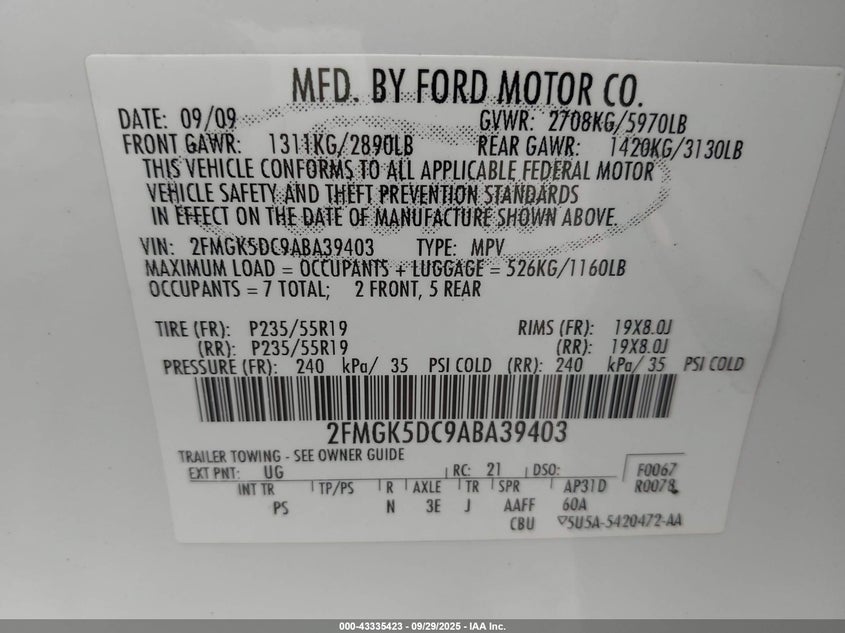 MFD. BY FORD MOTOR CO.
DATE: 09/09 GVWR: 2708KG/5970LB
FRONT GAWR: 1311KG/2890LB REAR GAWR: 1420KG/3130LB
THIS VEHICLE CONFORMS TO ALL APPLICABLE FEDERAL MOTOR
VEHICLE SAFETY AND THEFT PREVENTION STANDARDS
IN EFFECT ON THE DATE OF MANUFACTURE SHOWN ABOVE.
VIN: 2FMGK5DC9ABA39403 TYPE: MPV
MAXIMUM LOAD = OCCUPANTS + LUGGAGE = 526KG/1160LB
OCCUPANTS = 7 TOTAL; 2 FRONT, 5 REAR
TIRE (FR): P235/55R19 RIMS (FR): 19X8.0J
(RR): P235/55R19 (RR): 19X8.0J
PRESSURE (FR): 240 kPa/ 35 PSI COLD (RR): 240 kPa/ 35 PSI COLD
2FMGK5DC9ABA39403
TRAILER TOWING - SEE OWNER GUIDE
EXT PNT: UG RC: 21 DSO: F0067
INT TR TP/PS R AXLE TR SPR AP31D R0078
PS N 3E J AAFF 60A
CBU 5U5A-5420472-AA
000-43335423 - 09/29/2025 - IAA Inc.